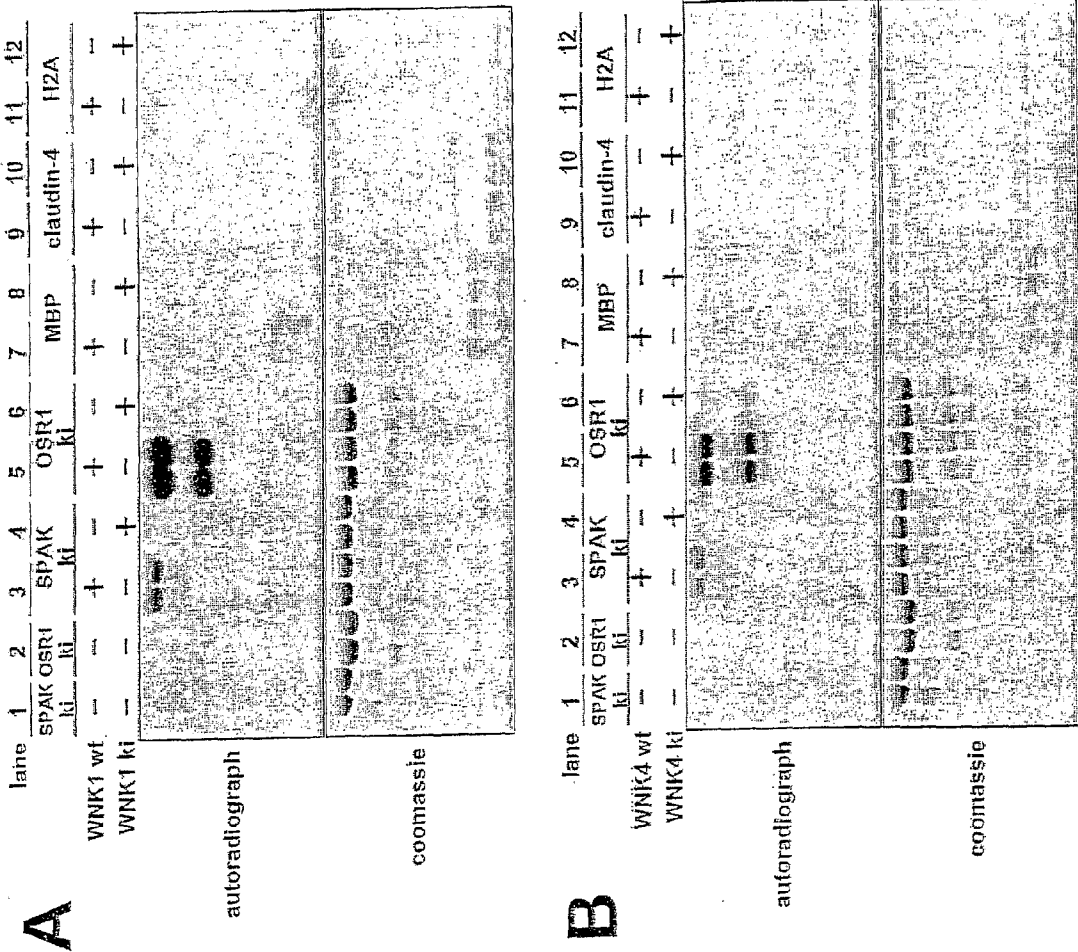 A
lane 1 2 3 4 5 6 7 8 9 10 11 12
SPAK ki OSR1 ki SPAK ki OSR1 ki MBP claudin-4 H2A
WNK1 wt − − + − + − + − + − + −
WNK1 ki − − − + − + − + − + − +
autoradiograph
coomassie
B
lane 1 2 3 4 5 6 7 8 9 10 11 12
SPAK ki OSR1 ki SPAK ki OSR1 ki MBP claudin-4 H2A
WNK4 wt − − + − + − + − + − + −
WNK4 ki − − − + − + − + − + − +
autoradiograph
coomassie